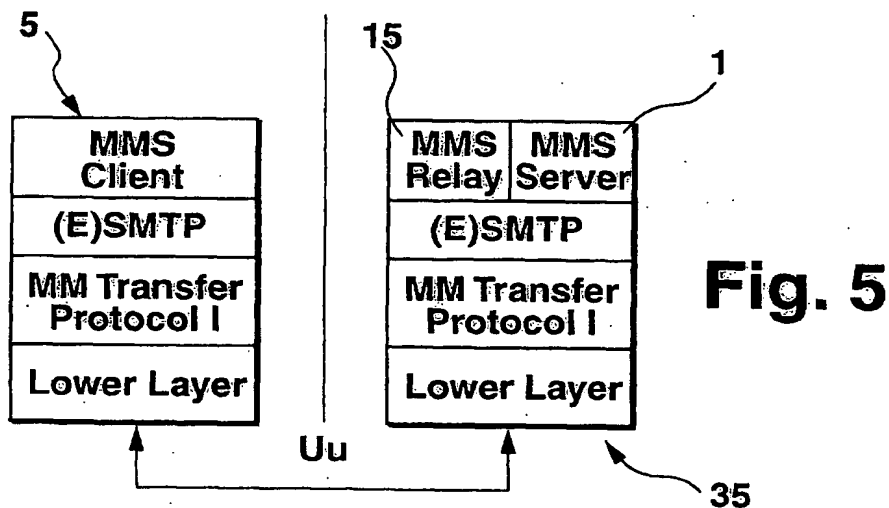 5
15
1
MMS
Client
(E)SMTP
MM Transfer
Protocol I
Lower Layer
MMS
Relay
MMS
Server
(E)SMTP
MM Transfer
Protocol I
Lower Layer
Uu
35
Fig. 5